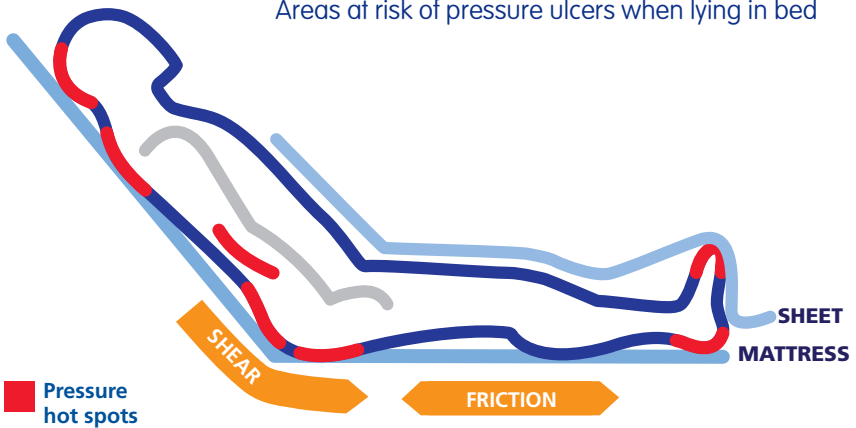 Areas at risk of pressure ulcers when lying in bed
SHEET
MATTRESS
SHEAR
FRICTION
Pressure
hot spots